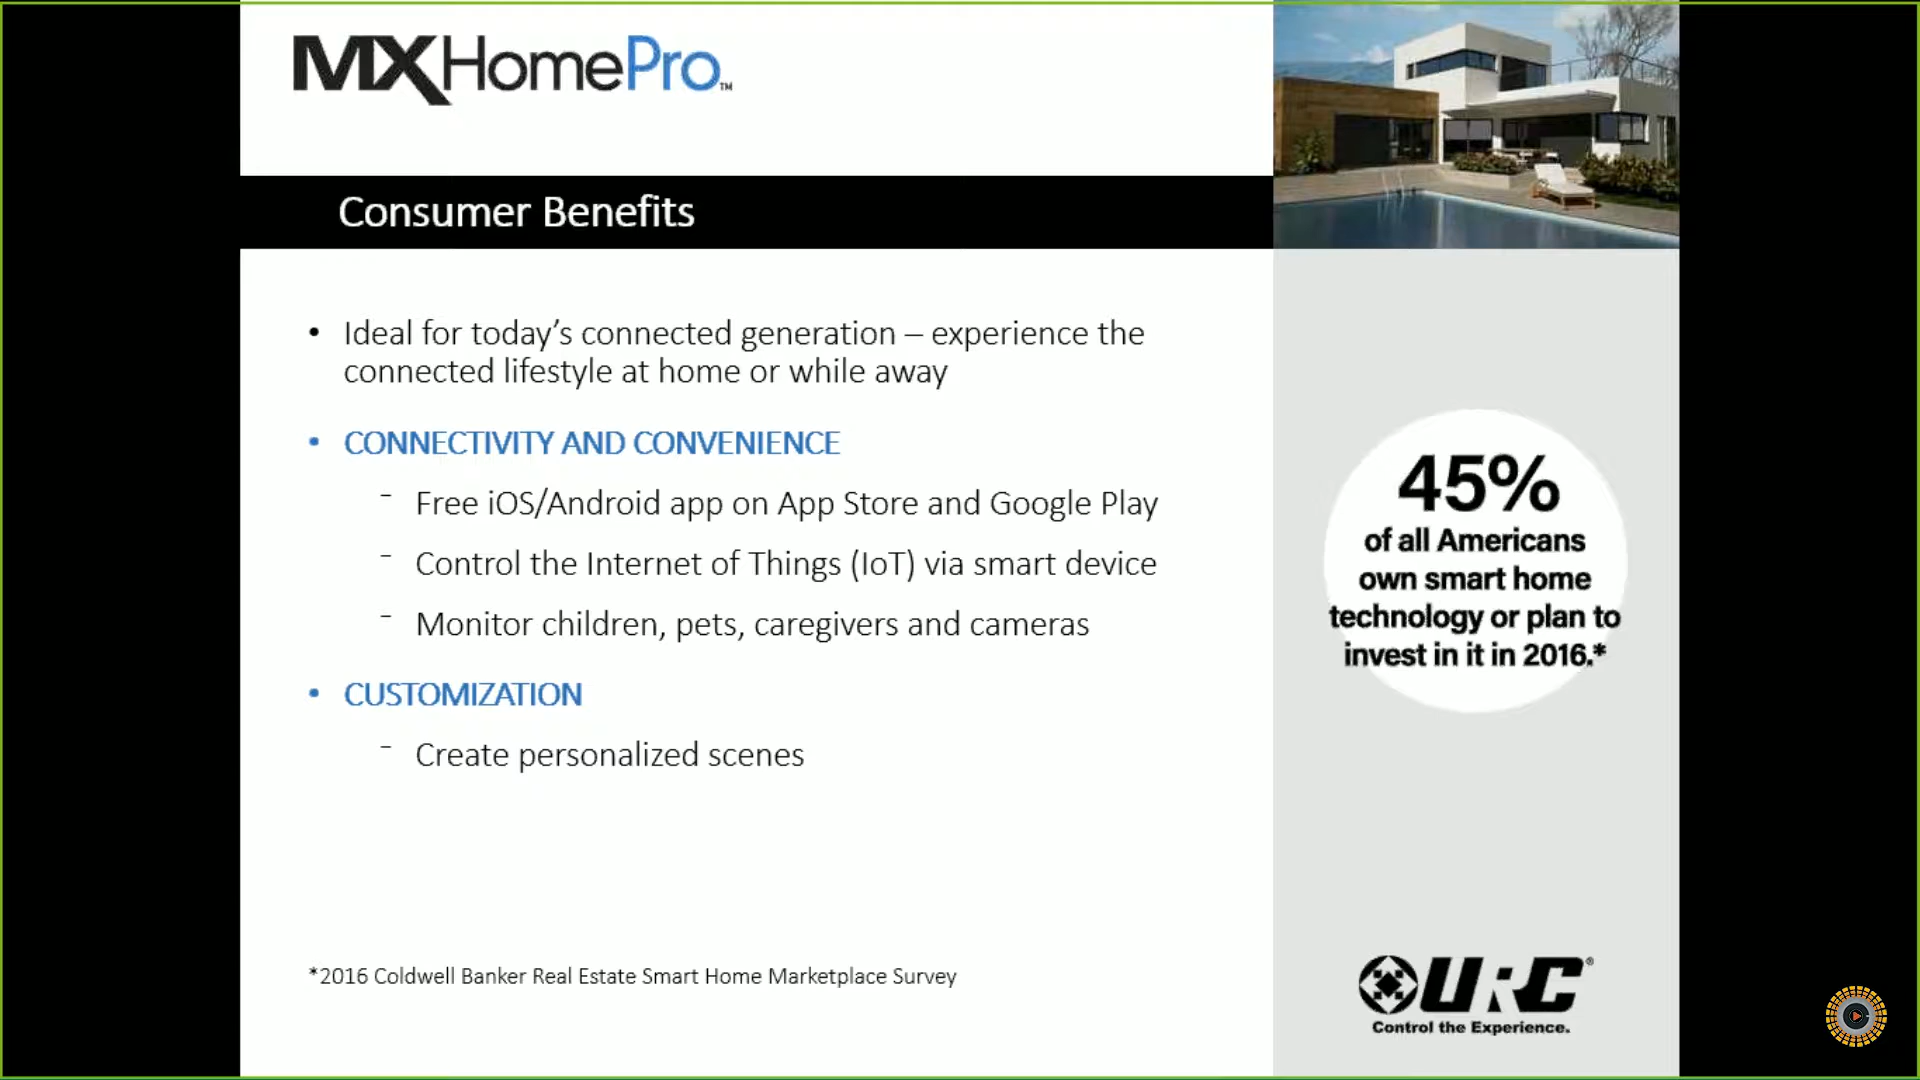 MXHomePro™
Consumer Benefits
• Ideal for today’s connected generation – experience the
connected lifestyle at home or while away
• CONNECTIVITY AND CONVENIENCE
- Free iOS/Android app on App Store and Google Play
- Control the Internet of Things (IoT) via smart device
- Monitor children, pets, caregivers and cameras
• CUSTOMIZATION
- Create personalized scenes
*2016 Coldwell Banker Real Estate Smart Home Marketplace Survey
45%
of all Americans
own smart home
technology or plan to
invest in it in 2016.*
URC®
Control the Experience.